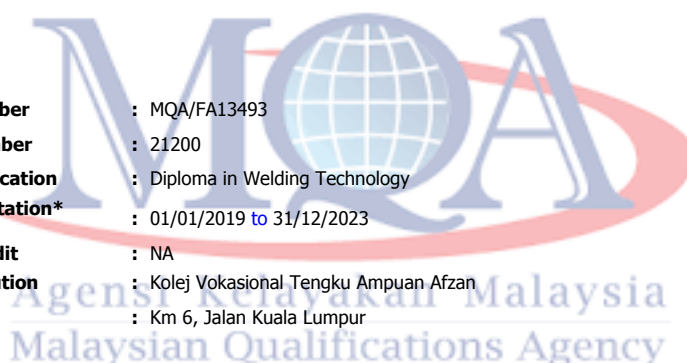 MQA
ber : MQA/FA13493
ber : 21200
cation : Diploma in Welding Technology
tation* : 01/01/2019 to 31/12/2023
dit : NA
ution : Kolej Vokasional Tengku Ampuan Afzan
: Km 6, Jalan Kuala Lumpur
Agensi Kelayakan Malaysia
Malaysian Qualifications Agency